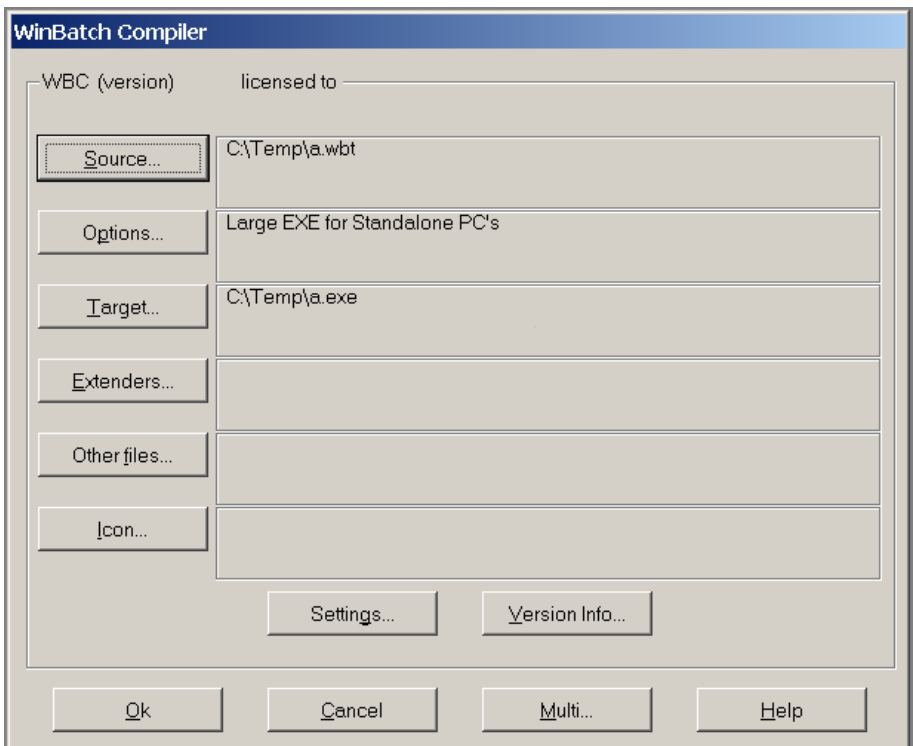 WinBatch Compiler
WBC (version) licensed to
Source... C:\Temp\a.wbt
Options... Large EXE for Standalone PC's
Target... C:\Temp\a.exe
Extenders...
Other files...
Icon...
Settings... Version Info...
Ok Cancel Multi... Help